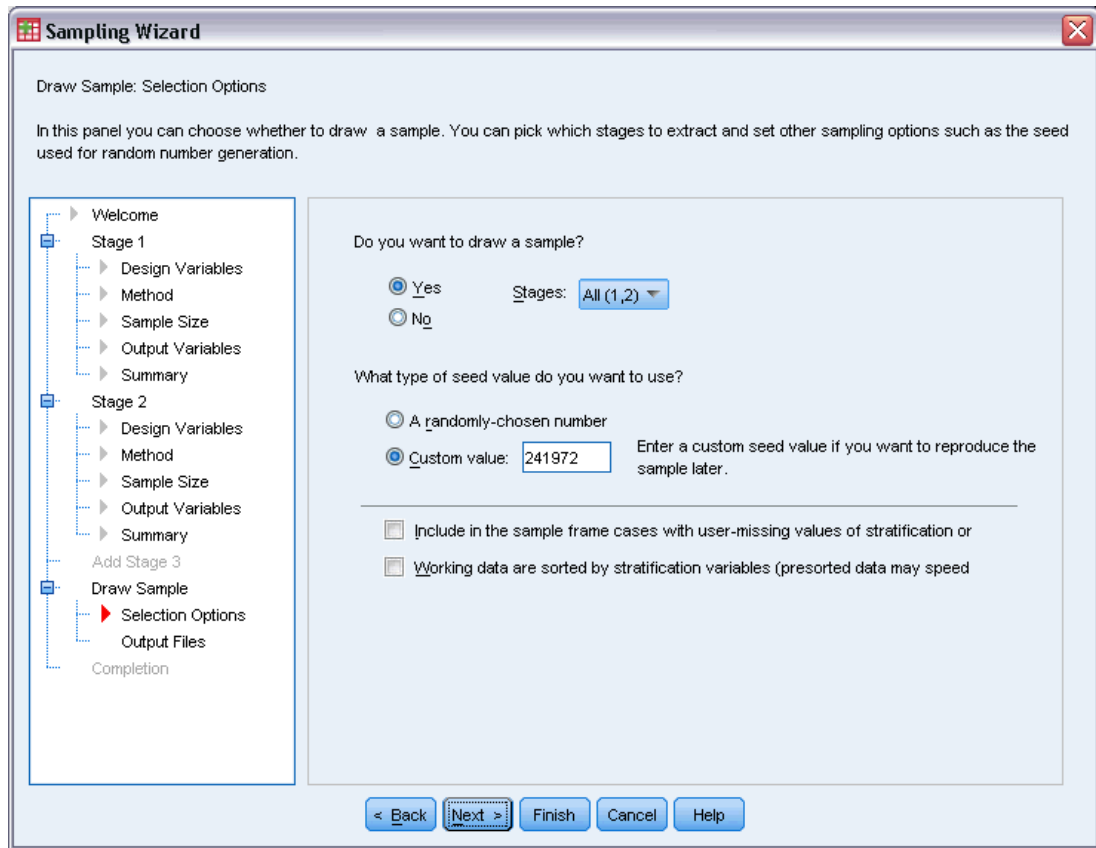 Sampling Wizard
Draw Sample: Selection Options
In this panel you can choose whether to draw a sample. You can pick which stages to extract and set other sampling options such as the seed
used for random number generation.
Welcome
Stage 1
Design Variables
Method
Sample Size
Output Variables
Summary
Stage 2
Design Variables
Method
Sample Size
Output Variables
Summary
Add Stage 3
Draw Sample
Selection Options
Output Files
Completion
Do you want to draw a sample?
Yes
Stages: All (1,2)
No
What type of seed value do you want to use?
A randomly-chosen number
Custom value: 241972
Enter a custom seed value if you want to reproduce the
sample later.
Include in the sample frame cases with user-missing values of stratification or
Working data are sorted by stratification variables (presorted data may speed
< Back Next > Finish Cancel Help